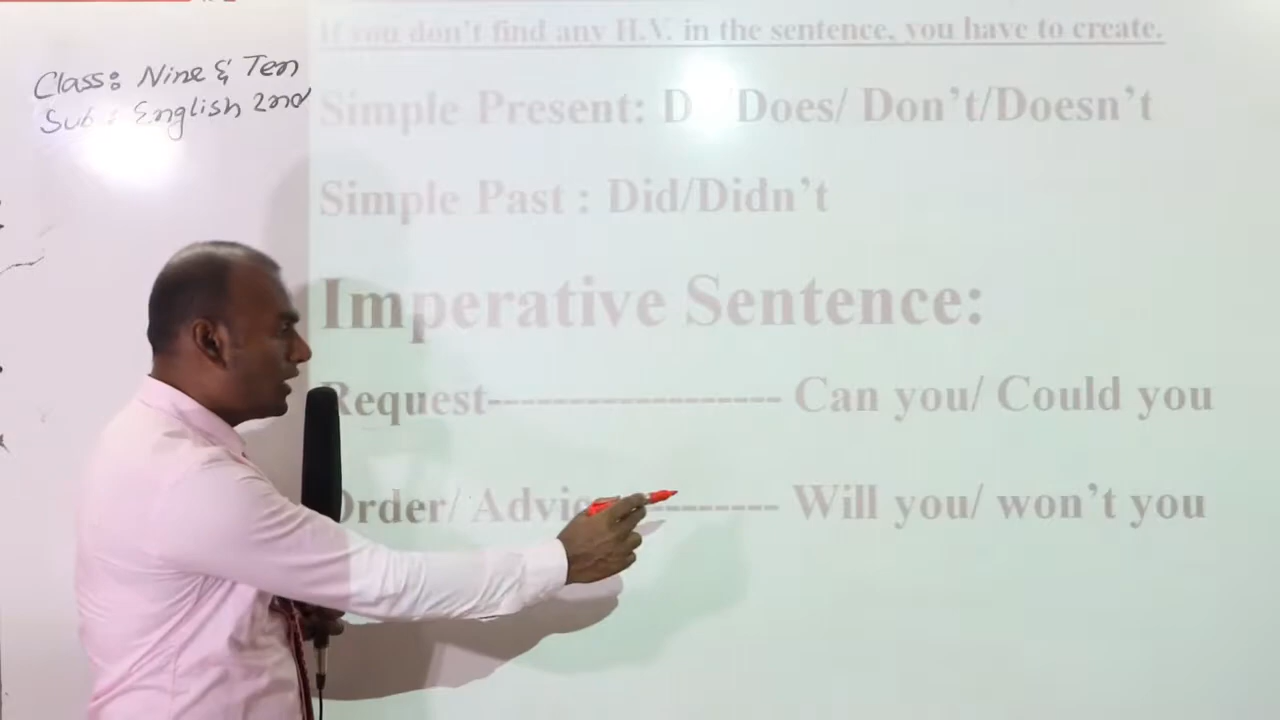 If you don't find any H.V. in the sentence, you have to create.
Class: Nine & Ten
Sub: English 2nd
Simple Present: Does/ Don't/Doesn't
Simple Past : Did/Didn't
Imperative Sentence:
Request----------------- Can you/ Could you
Order/ --------- Will you/ won't you